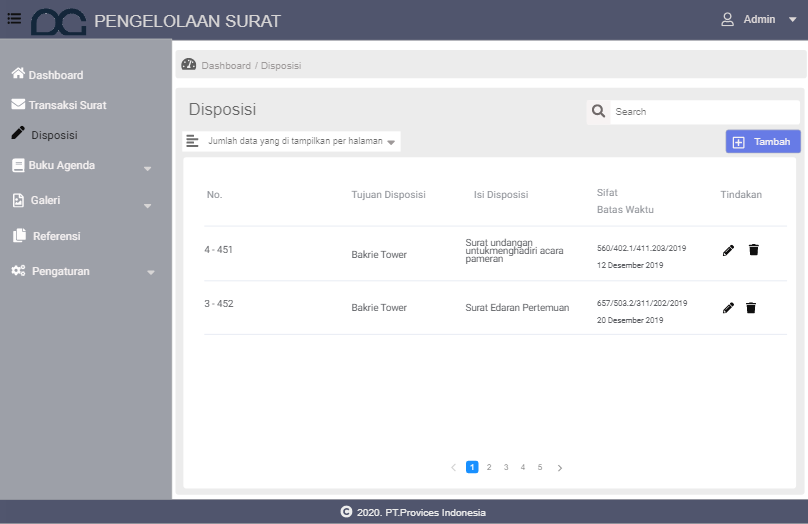 PENGELOLAAN SURAT
Admin
Dashboard
Transaksi Surat
Disposisi
Buku Agenda
Galeri
Referensi
Pengaturan
Dashboard / Disposisi
Disposisi
Search
Jumlah data yang di tampilkan per halaman
Tambah
No.
Tujuan Disposisi
Isi Disposisi
Sifat
Batas Waktu
Tindakan
4 - 451
Bakrie Tower
Surat undangan
untukmenghadiri acara
pameran
560/402.1/411.203/2019
12 Desember 2019
3 - 452
Bakrie Tower
Surat Edaran Pertemuan
657/503.2/311/202/2019
20 Desember 2019
< 1 2 3 4 5 >
2020. PT.Provices Indonesia